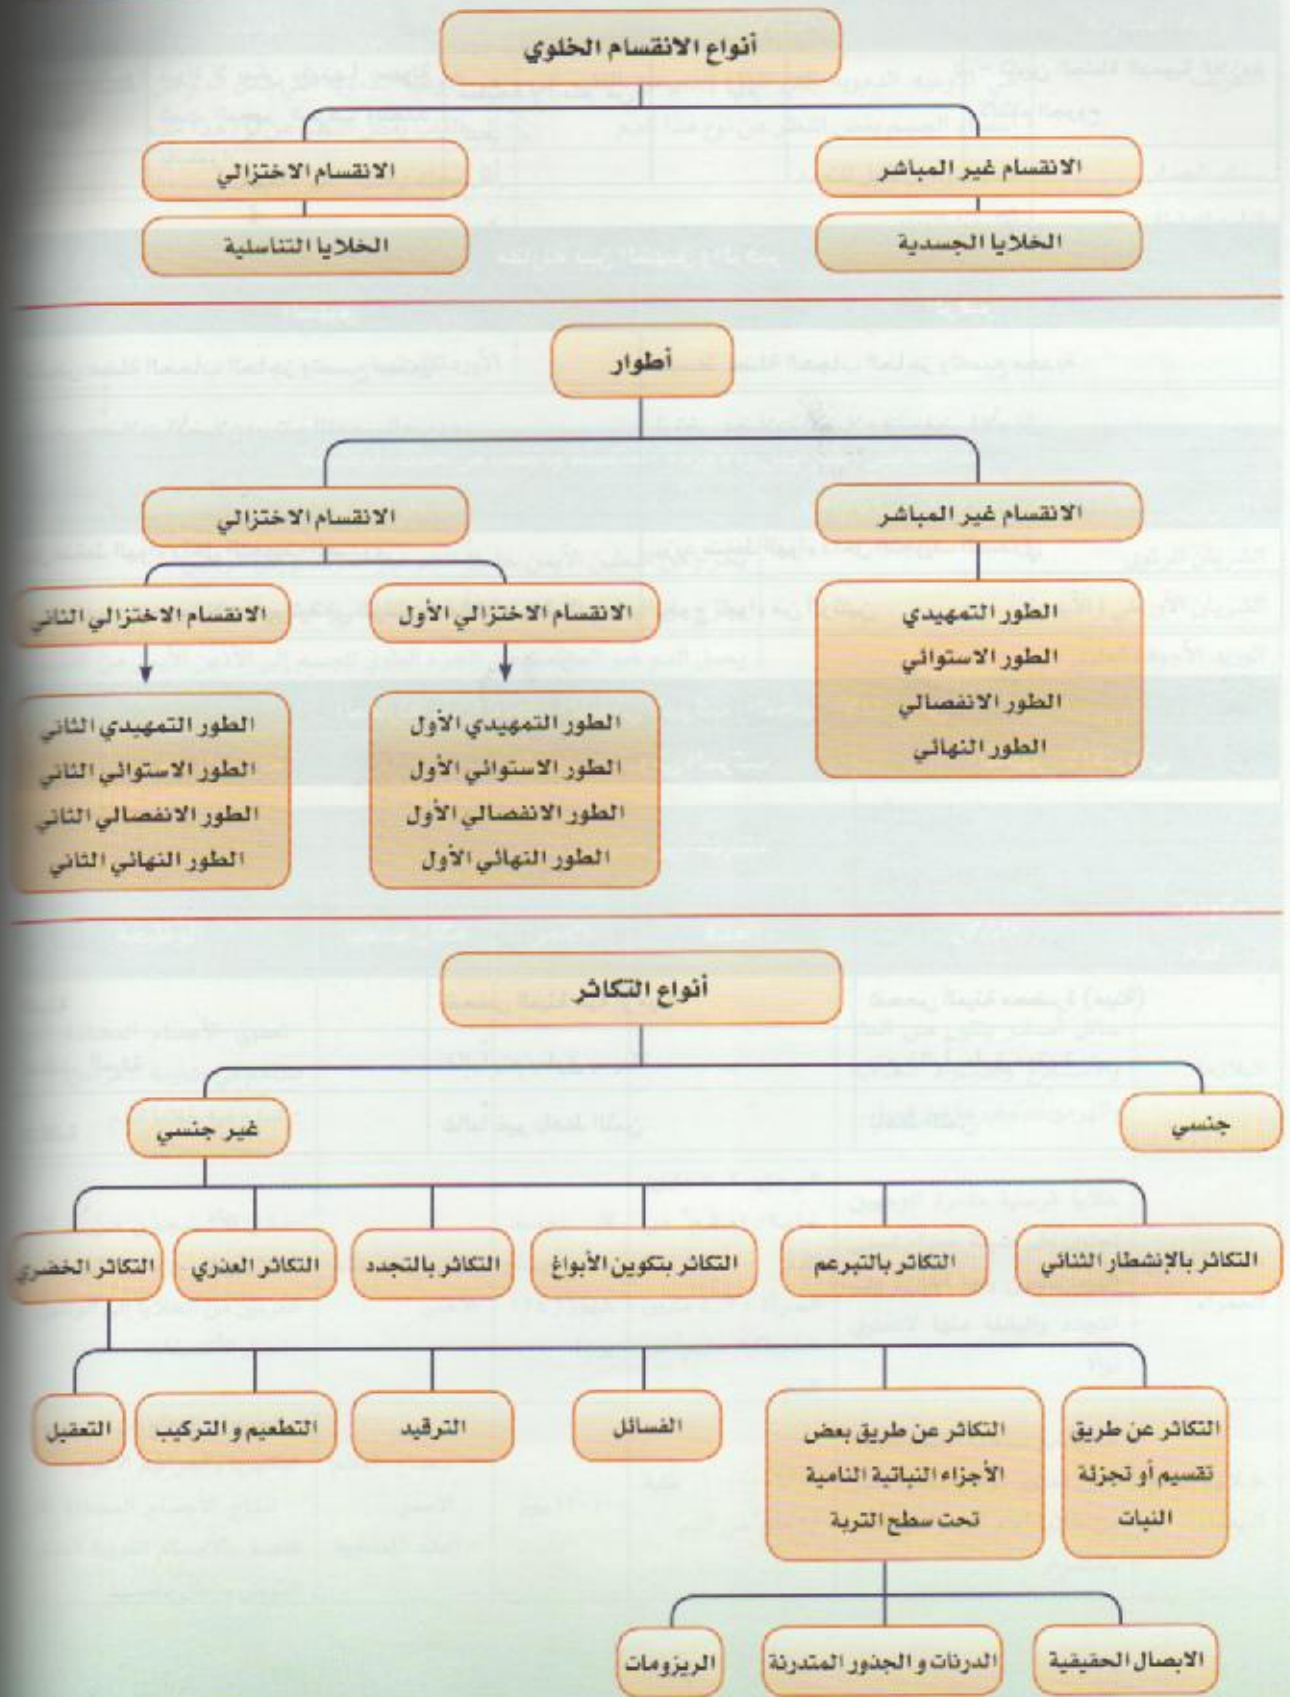 أنواع الانقسام الخلوي
الانقسام غير المباشر
الانقسام الاختزالي
الخلايا الجسدية
الخلايا التناسلية
أطوار
الانقسام غير المباشر
الانقسام الاختزالي
الطور التمهيدي
الطور الاستوائي
الطور الانفصالي
الطور النهائي
الانقسام الاختزالي الأول
الانقسام الاختزالي الثاني
الطور التمهيدي الأول
الطور الاستوائي الأول
الطور الانفصالي الأول
الطور النهائي الأول
الطور التمهيدي الثاني
الطور الاستوائي الثاني
الطور الانفصالي الثاني
الطور النهائي الثاني
أنواع التكاثر
جنسي
غير جنسي
التكاثر بالإنشطار الثنائي
التكاثر بالتبرعم
التكاثر بتكوين الأبواغ
التكاثر بالتجدد
التكاثر العذري
التكاثر الخضري
التكاثر عن طريق
تقسيم أو تجزئة
النبات
التكاثر عن طريق بعض
الأجزاء النباتية النامية
تحت سطح التربة
الفسائل
الترقيد
التطعيم و التركيب
التعقيل
الابصال الحقيقية
الدرنات و الجذور المتدرنة
الريزومات